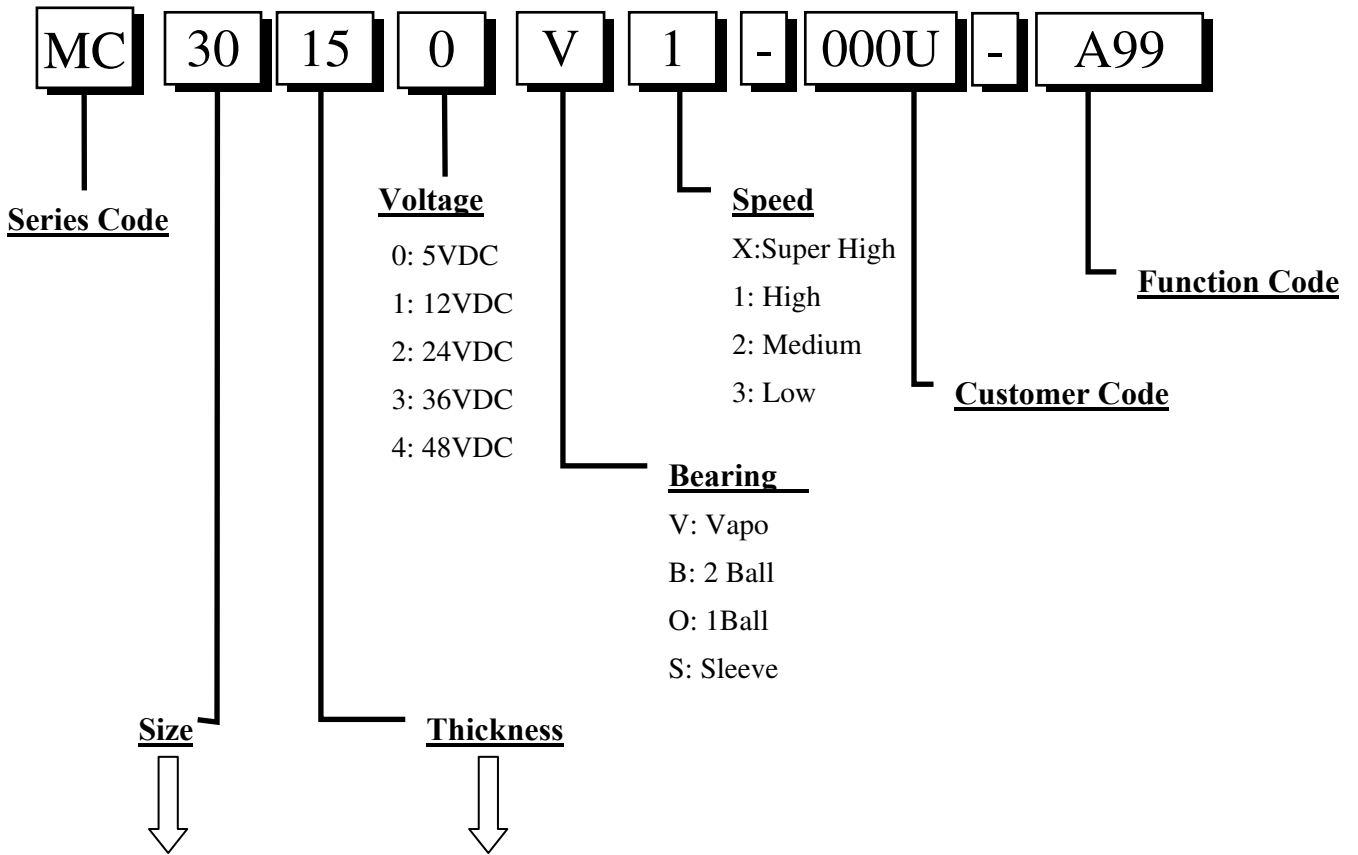 MC 30 15 0 V 1 - 000U - A99
Series Code
Voltage
0: 5VDC
1: 12VDC
2: 24VDC
3: 36VDC
4: 48VDC
Speed
X:Super High
1: High
2: Medium
3: Low
Function Code
Customer Code
Bearing
V: Vapo
B: 2 Ball
O: 1Ball
S: Sleeve
Size
Thickness